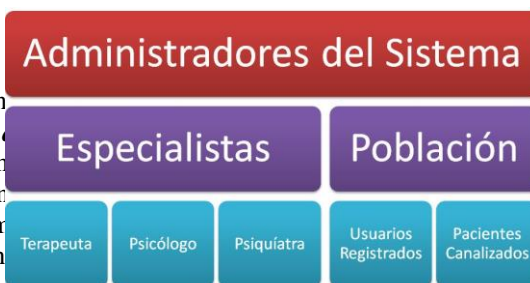 Administradores del Sistema
Especialistas
Población
Terapeuta
Psicólogo
Psiquíatra
Usuarios
Registrados
Pacientes
Canalizados